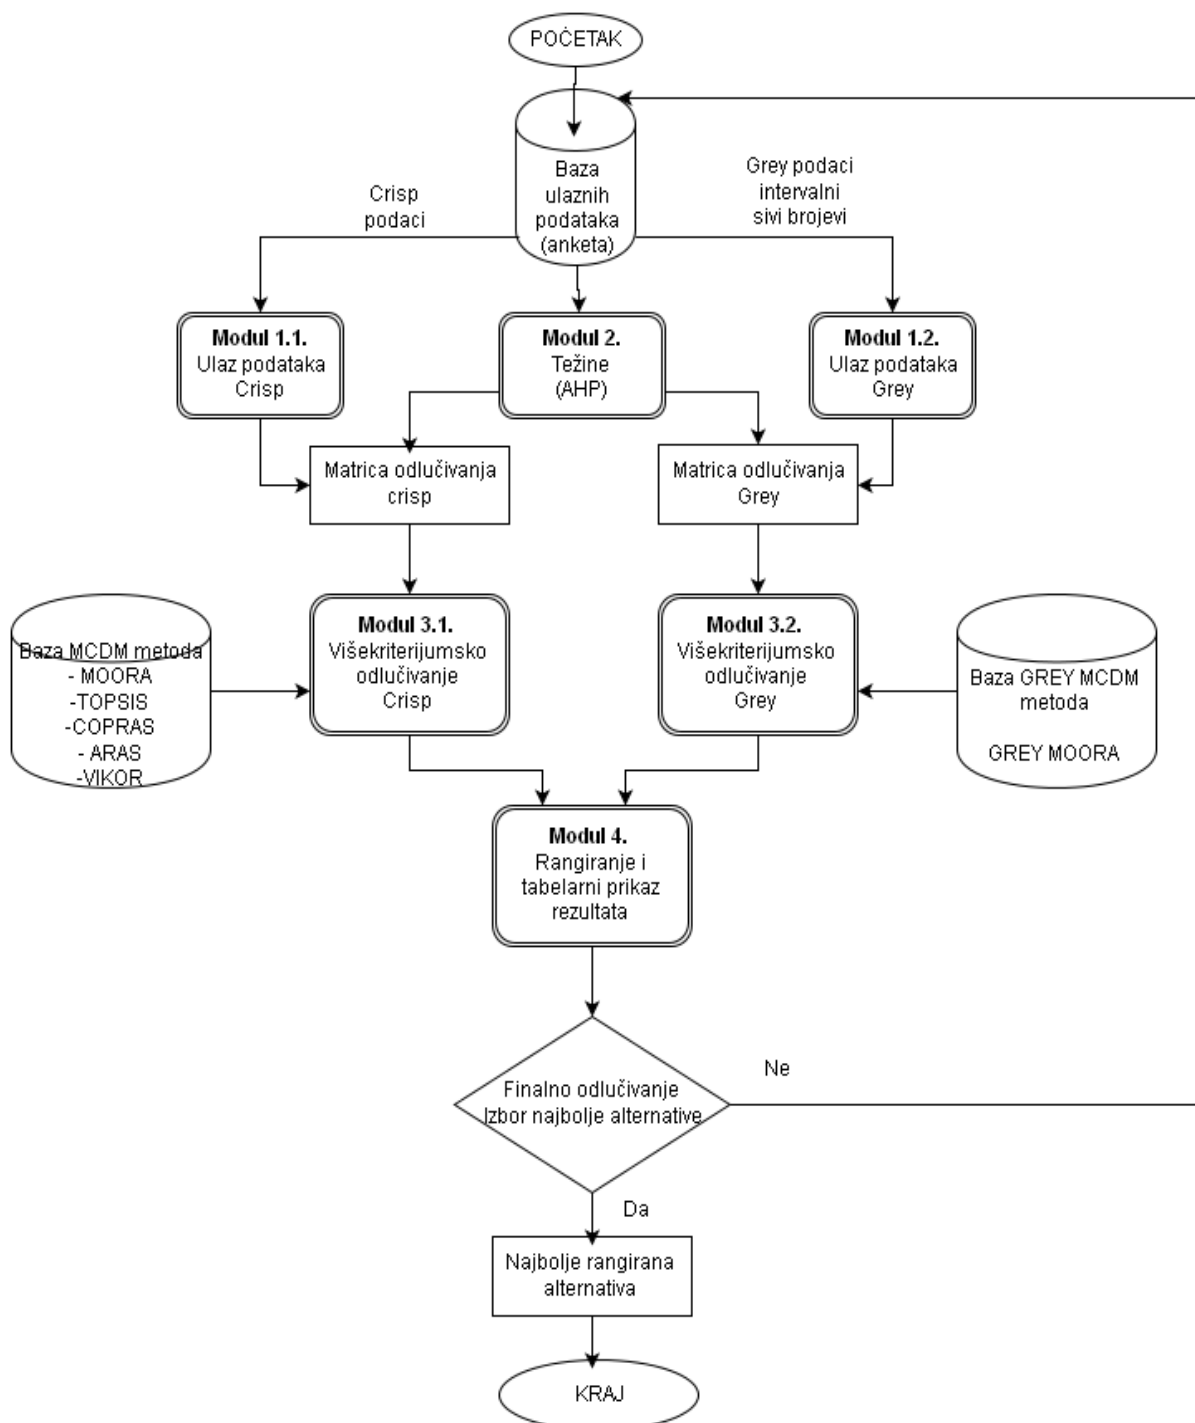 POČETAK
Baza
ulaznih
podataka
(anketa)
Crisp
podaci
Grey podaci
intervalni
sivi brojevi
Modul 1.1.
Ulaz podataka
Crisp
Modul 2.
Težine
(AHP)
Modul 1.2.
Ulaz podataka
Grey
Matrica odlučivanja
crisp
Matrica odlučivanja
Grey
Baza MCDM metoda
- MOORA
-TOPSIS
-COPRAS
- ARAS
-VIKOR
Modul 3.1.
Višekriterijumsko
odlučivanje
Crisp
Modul 3.2.
Višekriterijumsko
odlučivanje
Grey
Baza GREY MCDM
metoda
GREY MOORA
Modul 4.
Rangiranje i
tabelarni prikaz
rezultata
Finalno odlučivanje
Izbor najbolje alternative
Ne
Da
Najbolje rangirana
alternativa
KRAJ